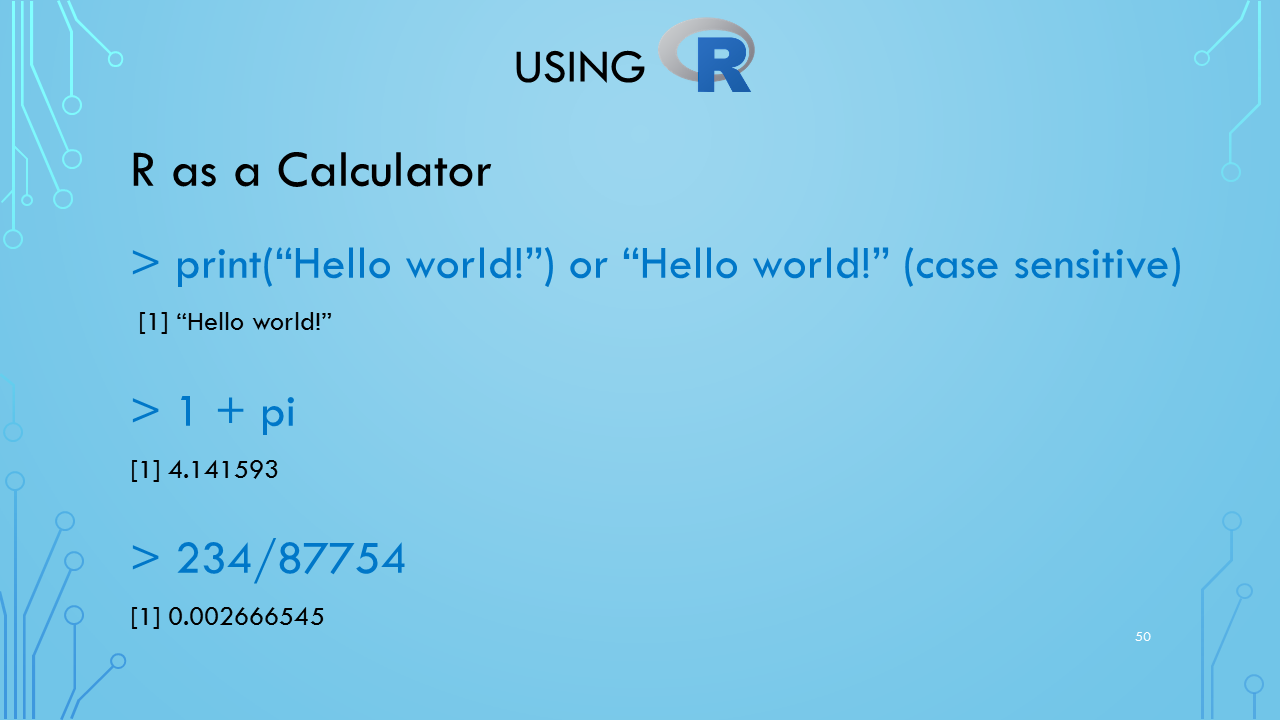 USING R
R as a Calculator
> print(“Hello world!”) or “Hello world!” (case sensitive)
[1] “Hello world!”
> 1 + pi
[1] 4.141593
> 234/87754
[1] 0.002666545
50